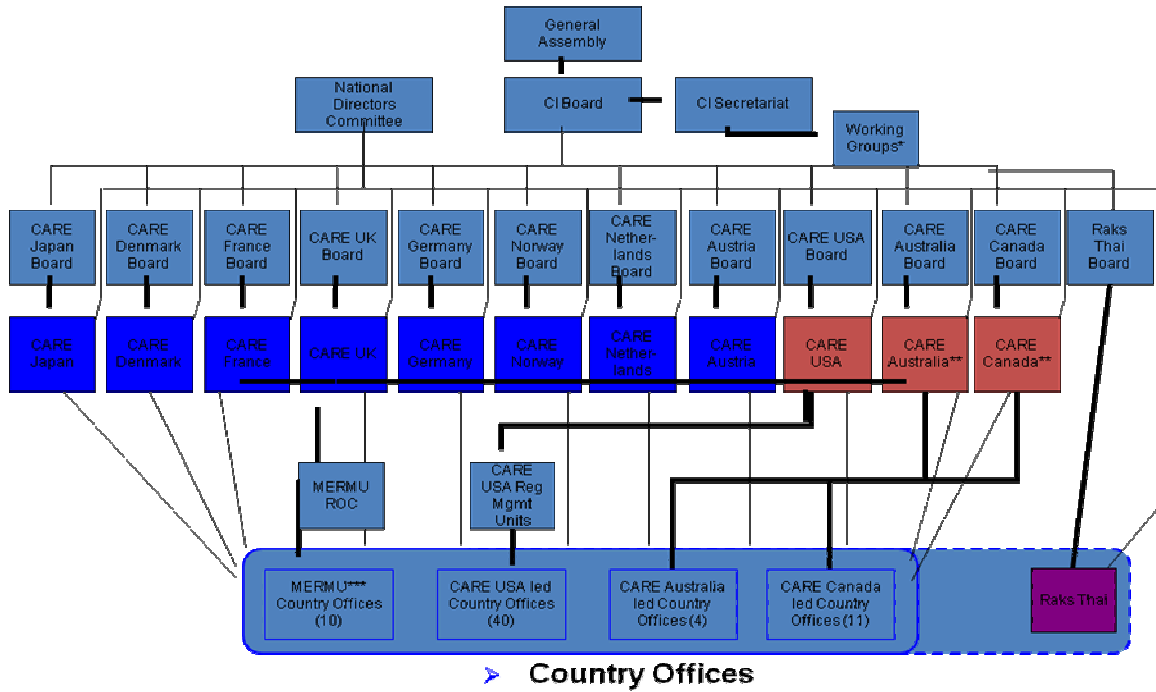 General
Assembly
National
Directors
Committee
CI Board
CI Secretariat
Working
Groups*
CARE
Japan
Board
CARE
Denmark
Board
CARE
France
Board
CARE UK
Board
CARE
Germany
Board
CARE
Norway
Board
CARE
Nether-
lands
Board
CARE
Austria
Board
CARE USA
Board
CARE
Australia
Board
CARE
Canada
Board
Raks
Thai
Board
CARE
Japan
CARE
Denmark
CARE
France
CARE UK
CARE
Germany
CARE
Norway
CARE
Nether-
lands
CARE
Austria
CARE
USA
CARE
Australia**
CARE
Canada**
MERMU
ROC
CARE
USA Reg
Mgmt
Units
MERMU***
Country Offices
(10)
CARE USA led
Country Offices
(40)
CARE Australia
led Country
Offices (4)
CARE Canada
led Country
Offices (11)
Raks Thai
➢ Country Offices